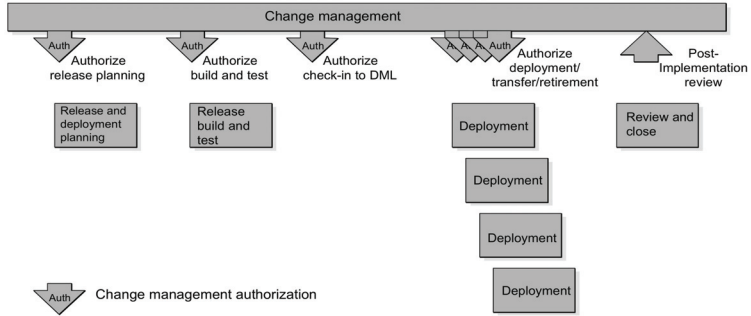 Change management
Auth
Authorize
release planning
Auth
Authorize
build and test
Auth
Authorize
check-in to DML
Auth
Authorize
deployment/
transfer/retirement
Post-
Implementation
review
Release and
deployment
planning
Release
build and
test
Deployment
Review and
close
Deployment
Deployment
Deployment
Auth
Change management authorization